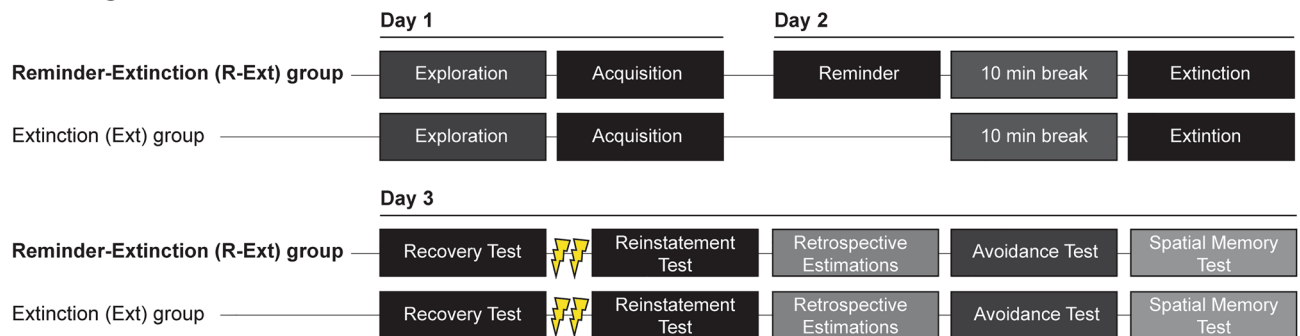 Day 1 Day 2
Reminder-Extinction (R-Ext) group Exploration Acquisition Reminder 10 min break Extinction
Extinction (Ext) group Exploration Acquisition 10 min break Extintion
Day 3
Reminder-Extinction (R-Ext) group Recovery Test Reinstatement Test Retrospective Estimations Avoidance Test Spatial Memory Test
Extinction (Ext) group Recovery Test Reinstatement Test Retrospective Estimations Avoidance Test Spatial Memory Test